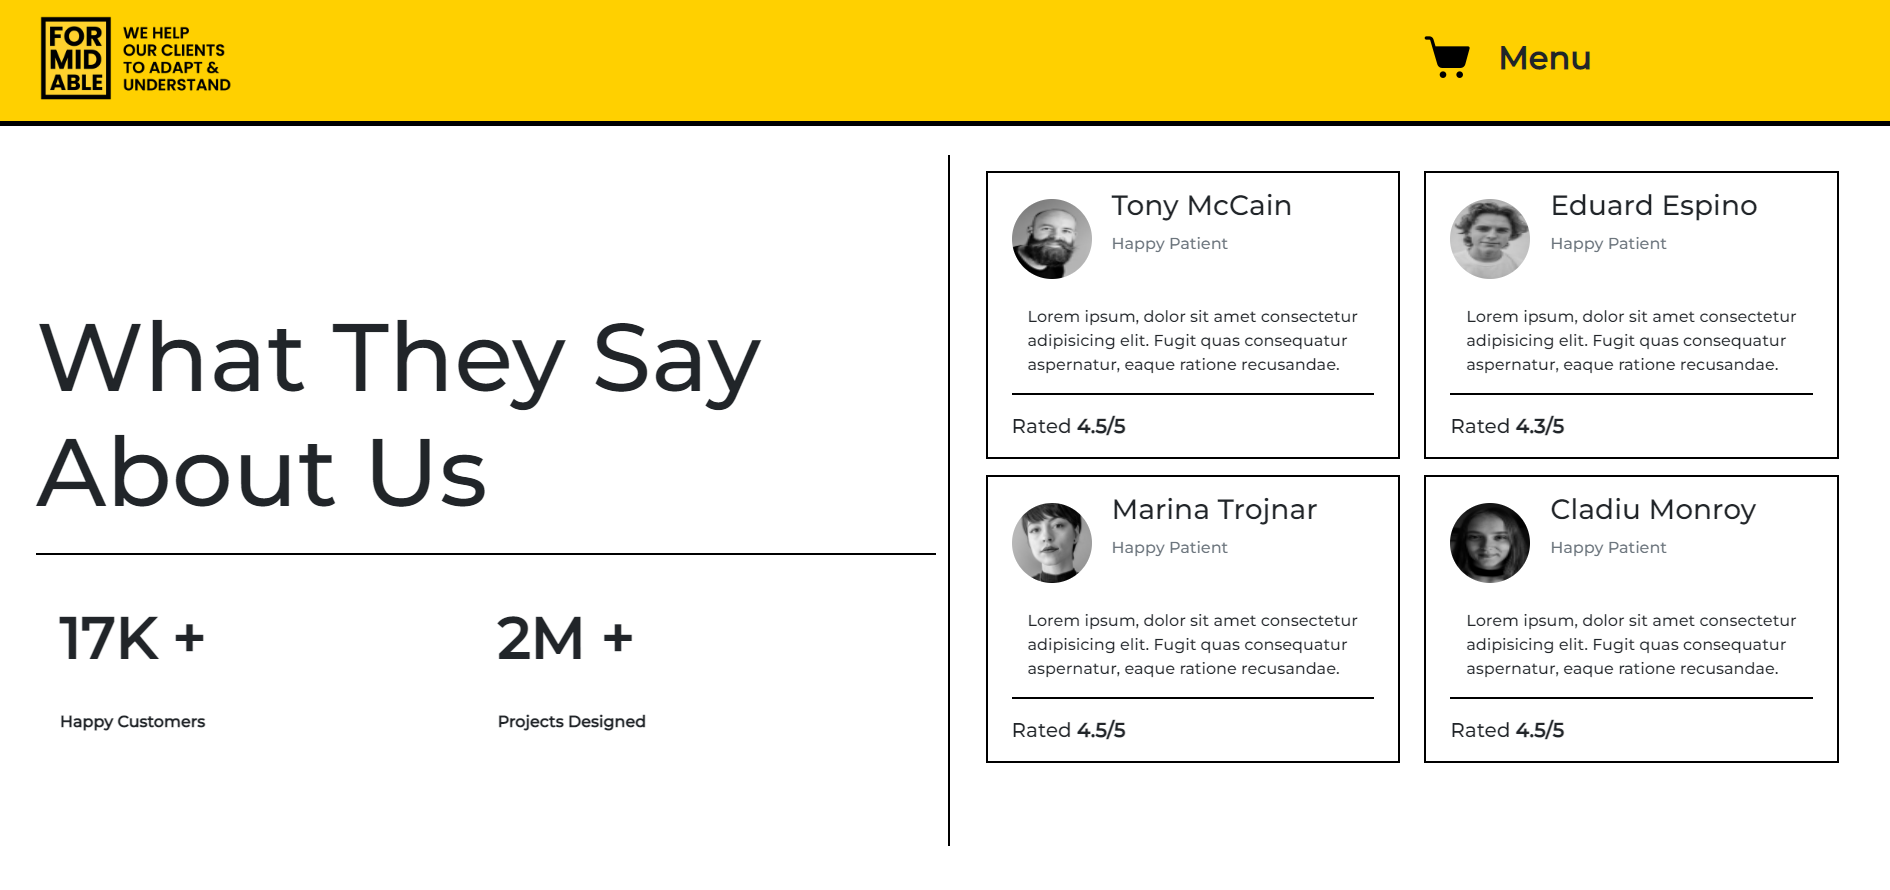 FOR
MID
ABLE
WE HELP
OUR CLIENTS
TO ADAPT &
UNDERSTAND
Menu
What They Say
About Us
17K +
Happy Customers
2M +
Projects Designed
Tony McCain
Happy Patient
Lorem ipsum, dolor sit amet consectetur
adipisicing elit. Fugit quas consequatur
aspernatur, eaque ratione recusandae.
Rated 4.5/5
Eduard Espino
Happy Patient
Lorem ipsum, dolor sit amet consectetur
adipisicing elit. Fugit quas consequatur
aspernatur, eaque ratione recusandae.
Rated 4.3/5
Marina Trojnar
Happy Patient
Lorem ipsum, dolor sit amet consectetur
adipisicing elit. Fugit quas consequatur
aspernatur, eaque ratione recusandae.
Rated 4.5/5
Cladiu Monroy
Happy Patient
Lorem ipsum, dolor sit amet consectetur
adipisicing elit. Fugit quas consequatur
aspernatur, eaque ratione recusandae.
Rated 4.5/5